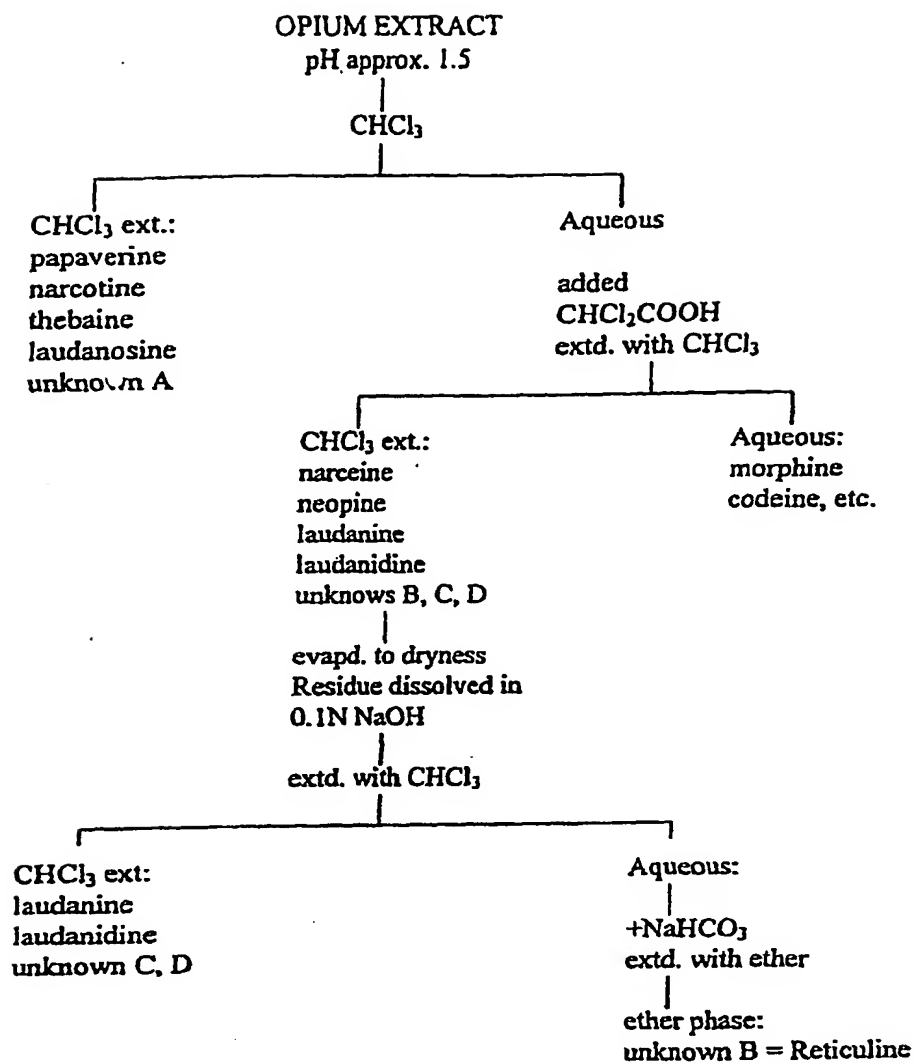 OPIUM EXTRACT
pH approx. 1.5
CHCl₃
CHCl₃ ext.:
papaverine
narcotine
thebaine
laudanosine
unknown A
Aqueous
added
CHCl₂COOH
extd. with CHCl₃
CHCl₃ ext.:
narceine
neopine
laudanine
laudanidine
unknows B, C, D
Aqueous:
morphine
codeine, etc.
evapd. to dryness
Residue dissolved in
0.1N NaOH
extd. with CHCl₃
CHCl₃ ext:
laudanine
laudanidine
unknown C, D
Aqueous:
+NaHCO₃
extd. with ether
ether phase:
unknown B = Reticuline